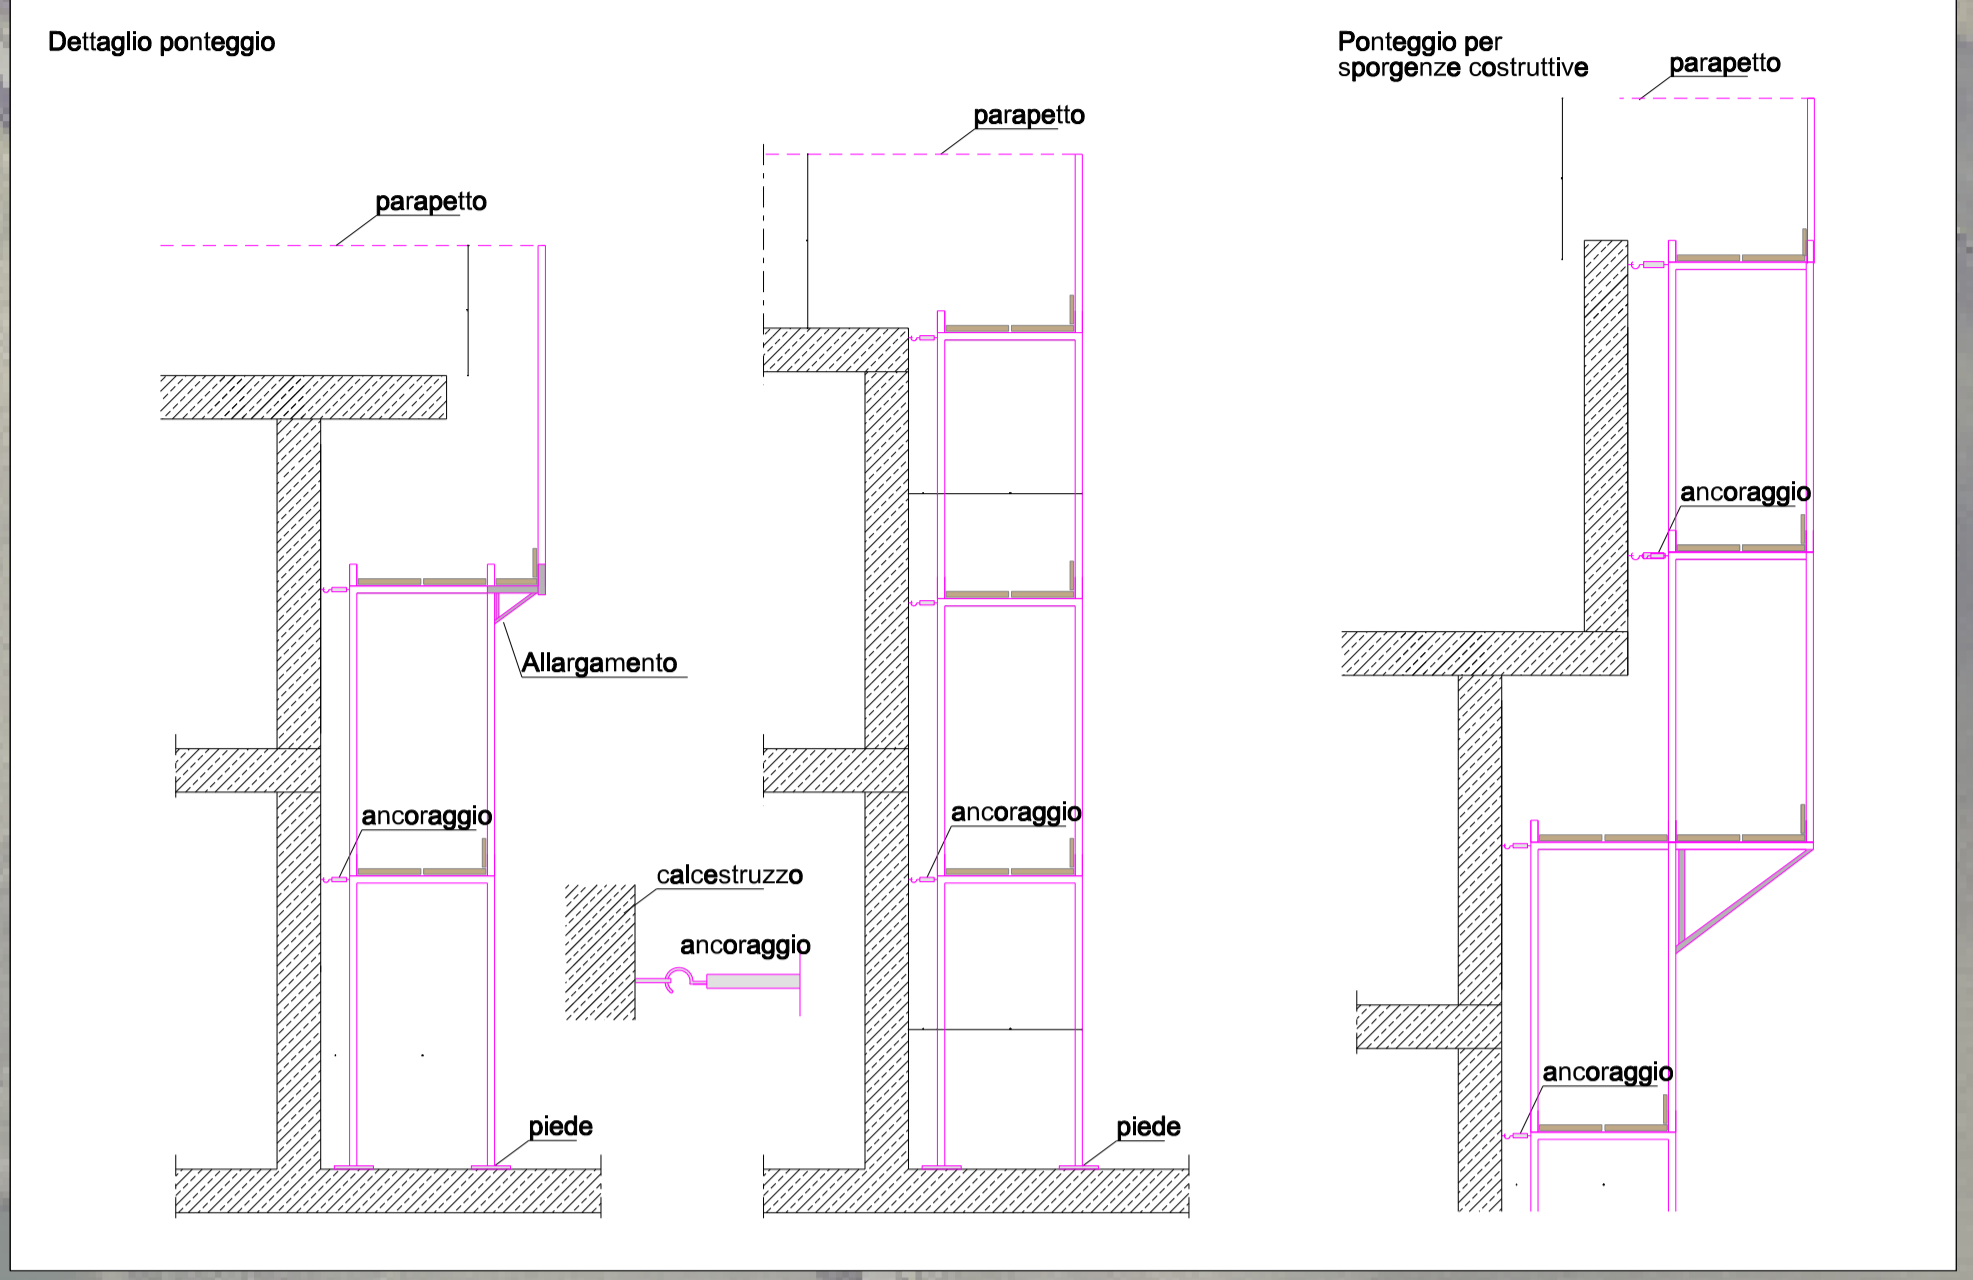 Dettaglio ponteggio
Ponteggio per
sporgenze costruttive
parapetto
parapetto
parapetto
ancoraggio
Allargamento
ancoraggio
ancoraggio
calcestruzzo
ancoraggio
ancoraggio
piede
piede